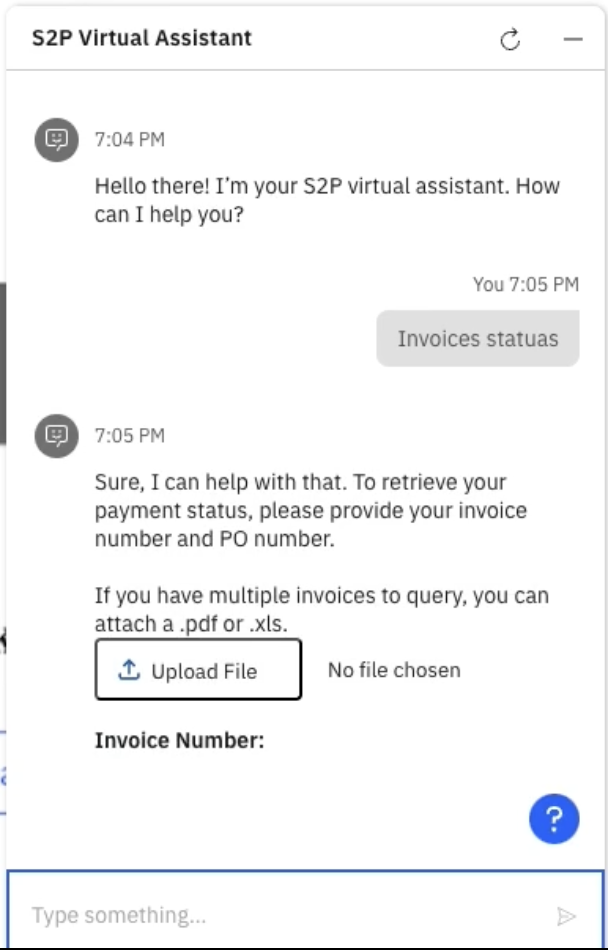 S2P Virtual Assistant
7:04 PM
Hello there! I'm your S2P virtual assistant. How
can I help you?
You 7:05 PM
Invoices statuas
7:05 PM
Sure, I can help with that. To retrieve your
payment status, please provide your invoice
number and PO number.
If you have multiple invoices to query, you can
attach a .pdf or .xls.
Upload File
No file chosen
Invoice Number:
?
Type something...